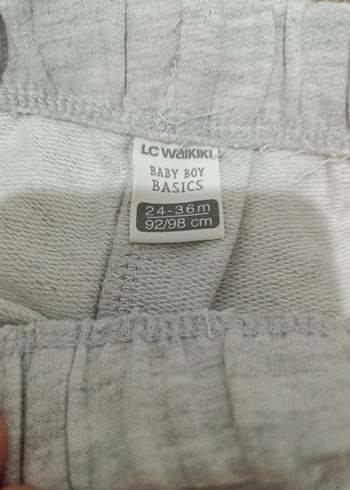 LC WAIKIKI
BABY BOY
BASICS
24-36m
92/98 cm